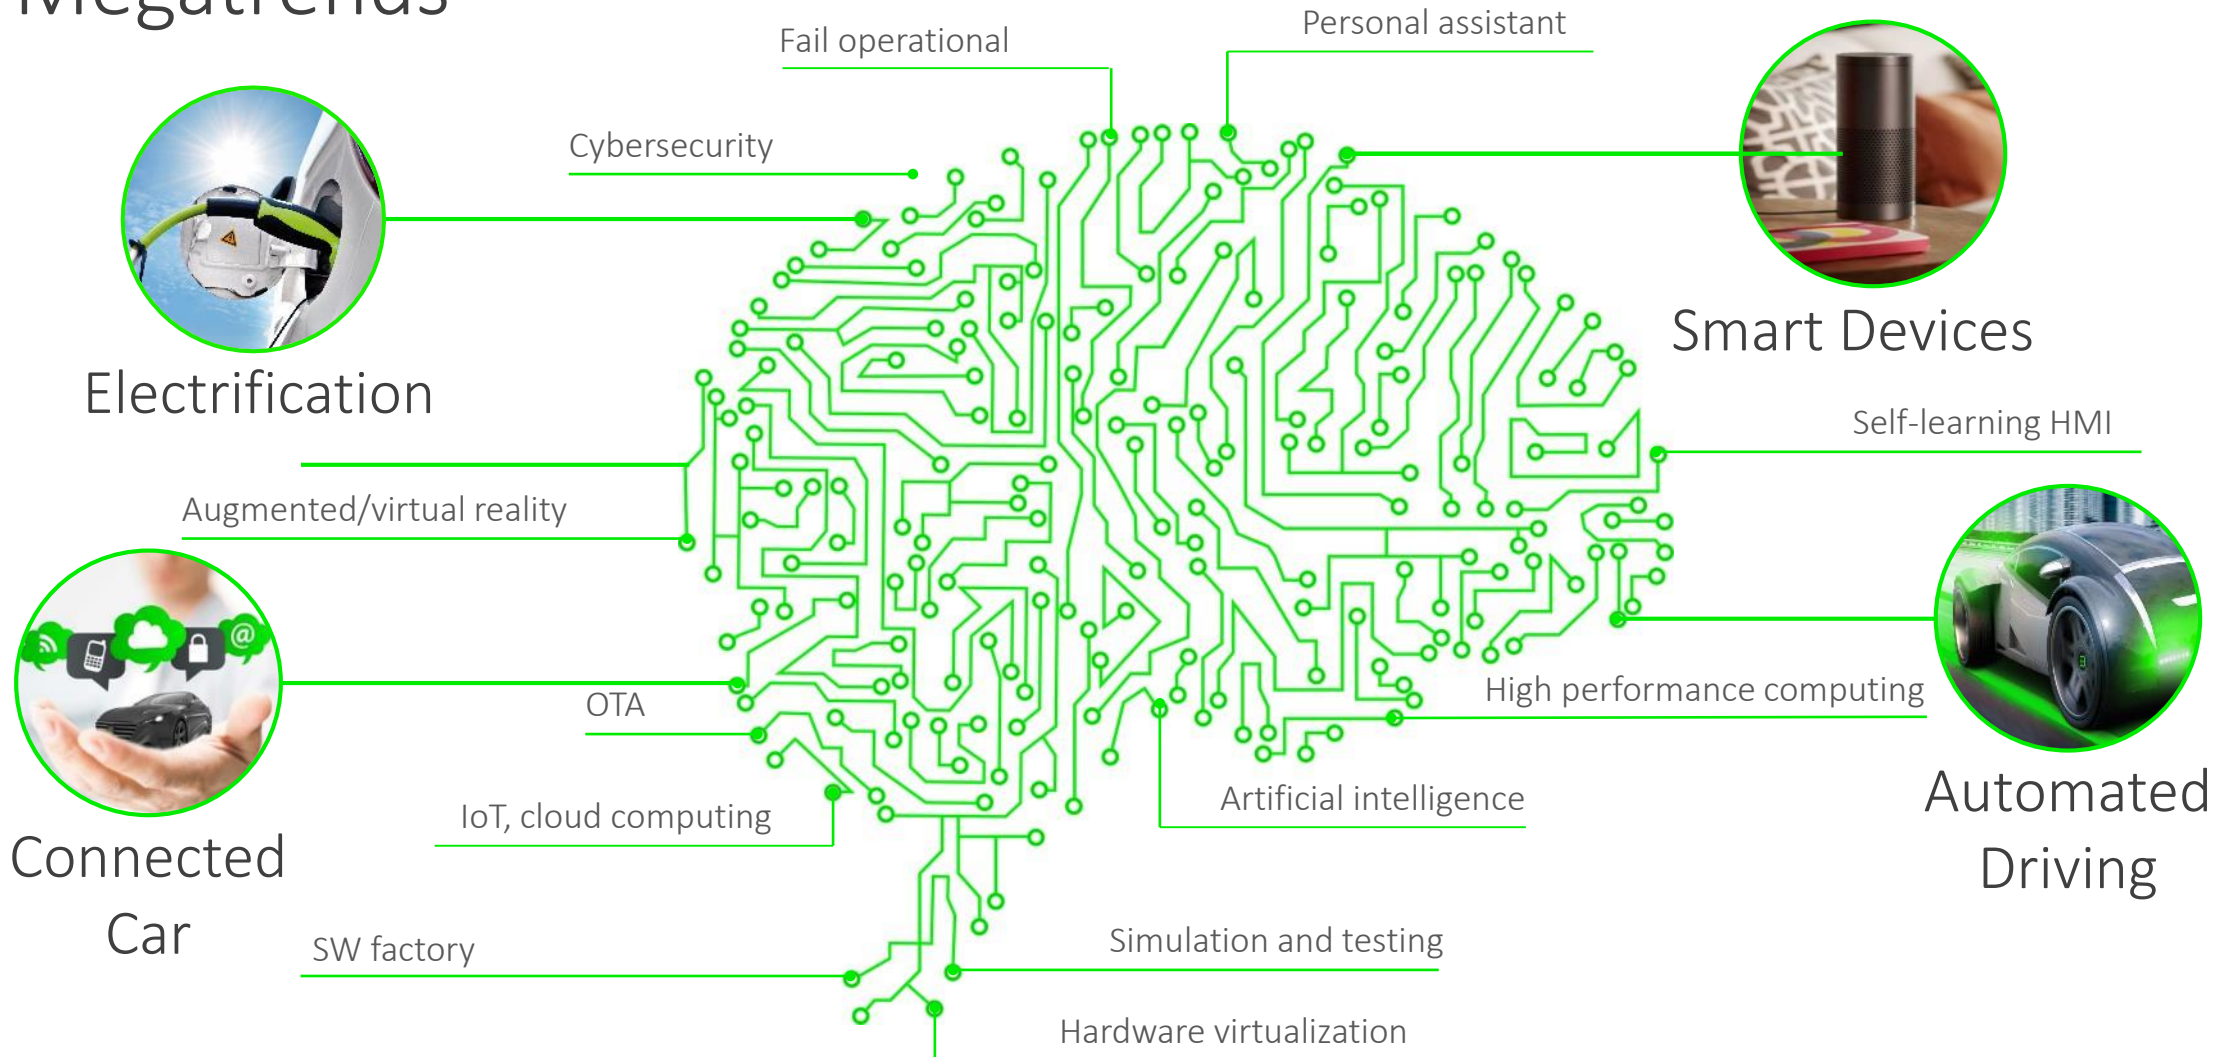 Megatrends
Fail operational
Personal assistant
Cybersecurity
Electrification
Smart Devices
Self-learning HMI
Augmented/virtual reality
@
OTA
High performance computing
IoT, cloud computing
Artificial intelligence
Automated
Driving
Connected
Car
SW factory
Simulation and testing
Hardware virtualization